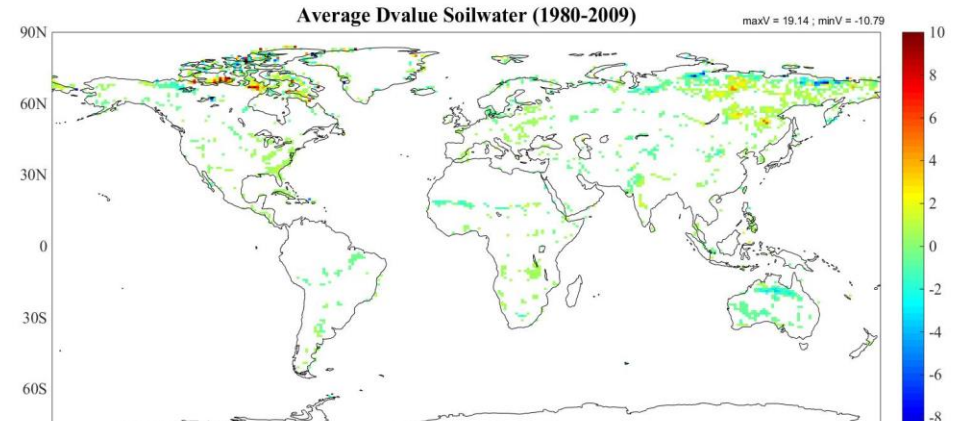 Average Dvalue Soilwater (1980-2009)
maxV = 19.14 ; minV = -10.79
90N
60N
30N
0
30S
60S
10
8
6
4
2
0
-2
-4
-6
-8